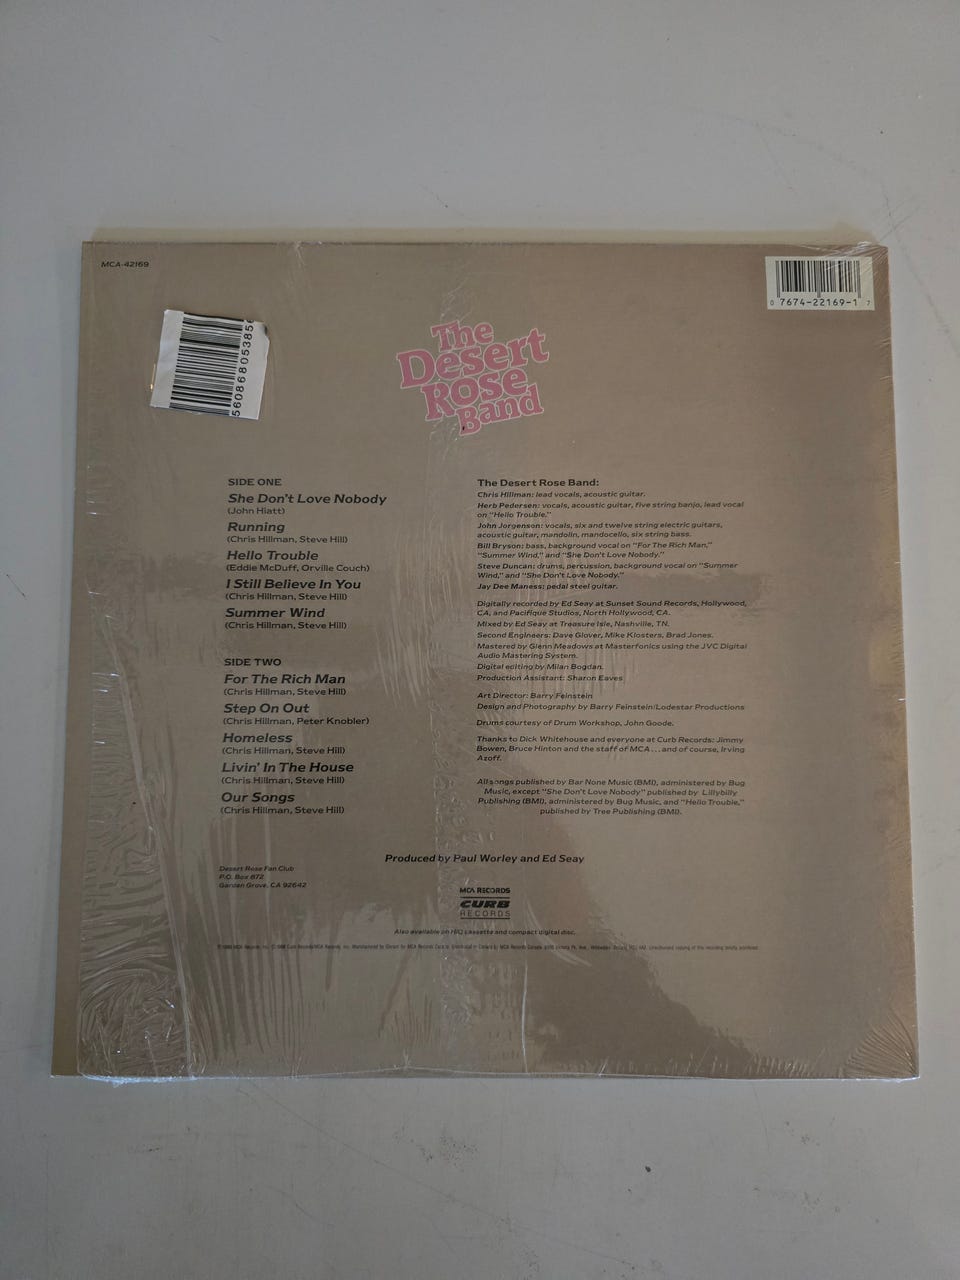 MCA-42169
0 7674-22169-1 7
The
Desert
Rose
Band
SIDE ONE
She Don't Love Nobody
(John Hiatt)
Running
(Chris Hillman, Steve Hill)
Hello Trouble
(Eddie McDuff, Orville Couch)
I Still Believe In You
(Chris Hillman, Steve Hill)
Summer Wind
(Chris Hillman, Steve Hill)
SIDE TWO
For The Rich Man
(Chris Hillman, Steve Hill)
Step On Out
(Chris Hillman, Peter Knobler)
Homeless
(Chris Hillman, Steve Hill)
Livin' In The House
(Chris Hillman, Steve Hill)
Our Songs
(Chris Hillman, Steve Hill)
The Desert Rose Band:
Chris Hillman: lead vocals, acoustic guitar.
Herb Pedersen: vocals, acoustic guitar, five string banjo, lead vocal
on "Hello Trouble."
John Jorgenson: vocals, six and twelve string electric guitars,
acoustic guitar, mandolin, mandocello, six string bass.
Bill Bryson: bass, background vocal on "For The Rich Man,"
"Summer Wind," and "She Don't Love Nobody."
Steve Duncan: drums, percussion, background vocal on "Summer
Wind," and "She Don't Love Nobody."
Jay Dee Maness: pedal steel guitar.
Digitally recorded by Ed Seay at Sunset Sound Records, Hollywood,
CA, and Pacifique Studios, North Hollywood, CA.
Mixed by Ed Seay at Treasure Isle, Nashville, TN.
Second Engineers: Dave Glover, Mike Klosters, Brad Jones.
Mastered by Glenn Meadows at Masterfonics using the JVC Digital
Audio Mastering System.
Digital editing by Milan Bogdan.
Production Assistant: Sharon Eaves
Art Director: Barry Feinstein
Design and Photography by Barry Feinstein/Lodestar Productions
Drums courtesy of Drum Workshop, John Goode.
Thanks to Dick Whitehouse and everyone at Curb Records: Jimmy
Bowen, Bruce Hinton and the staff of MCA...and of course, Irving
Azoff.
All songs published by Bar None Music (BMI), administered by Bug
Music, except "She Don't Love Nobody" published by Lillybilly
Publishing (BMI), administered by Bug Music, and "Hello Trouble,"
published by Tree Publishing (BMI).
Produced by Paul Worley and Ed Seay
Desert Rose Fan Club
P.O. Box 872
Garden Grove, CA 92642
MCA RECORDS
CURB
RECORDS
Also available on HiQ cassette and compact digital disc.